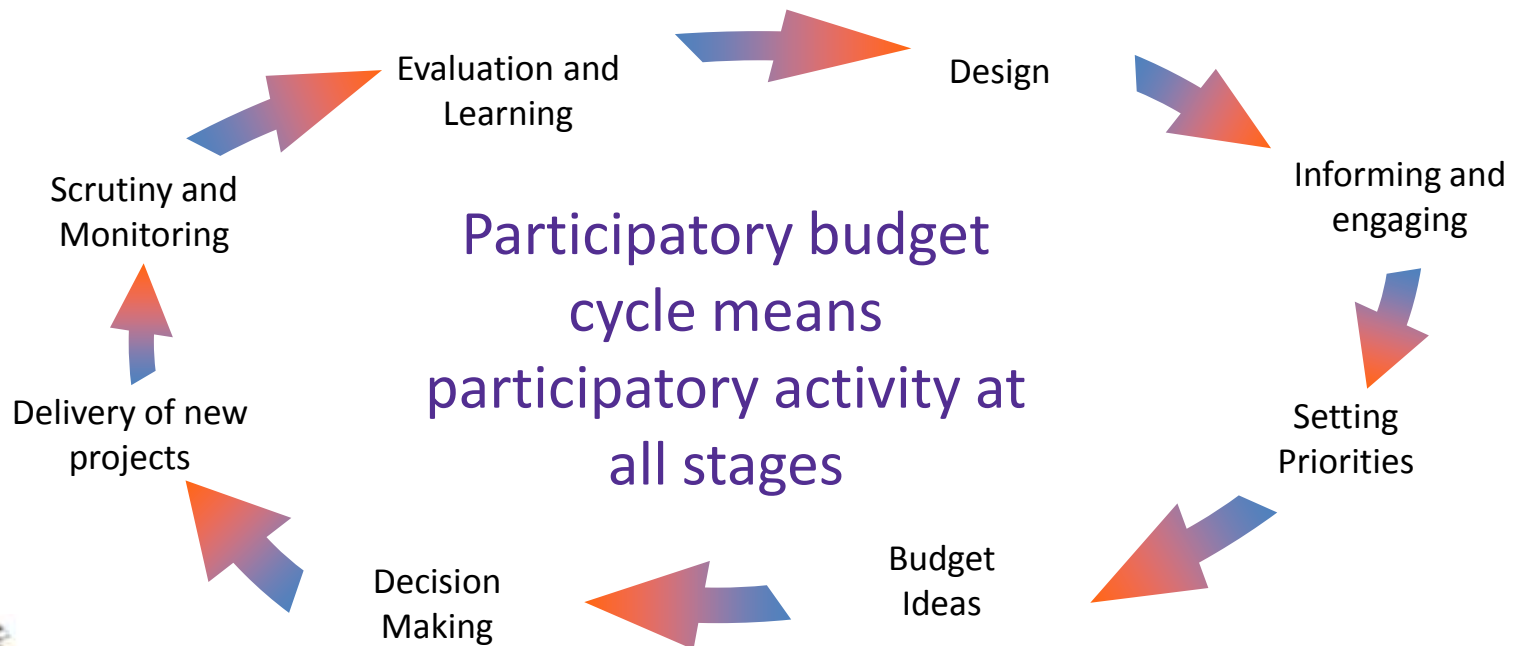 Evaluation and
Learning
Design
Informing and
engaging
Setting
Priorities
Budget
Ideas
Decision
Making
Delivery of new
projects
Scrutiny and
Monitoring
Participatory budget
cycle means
participatory activity at
all stages